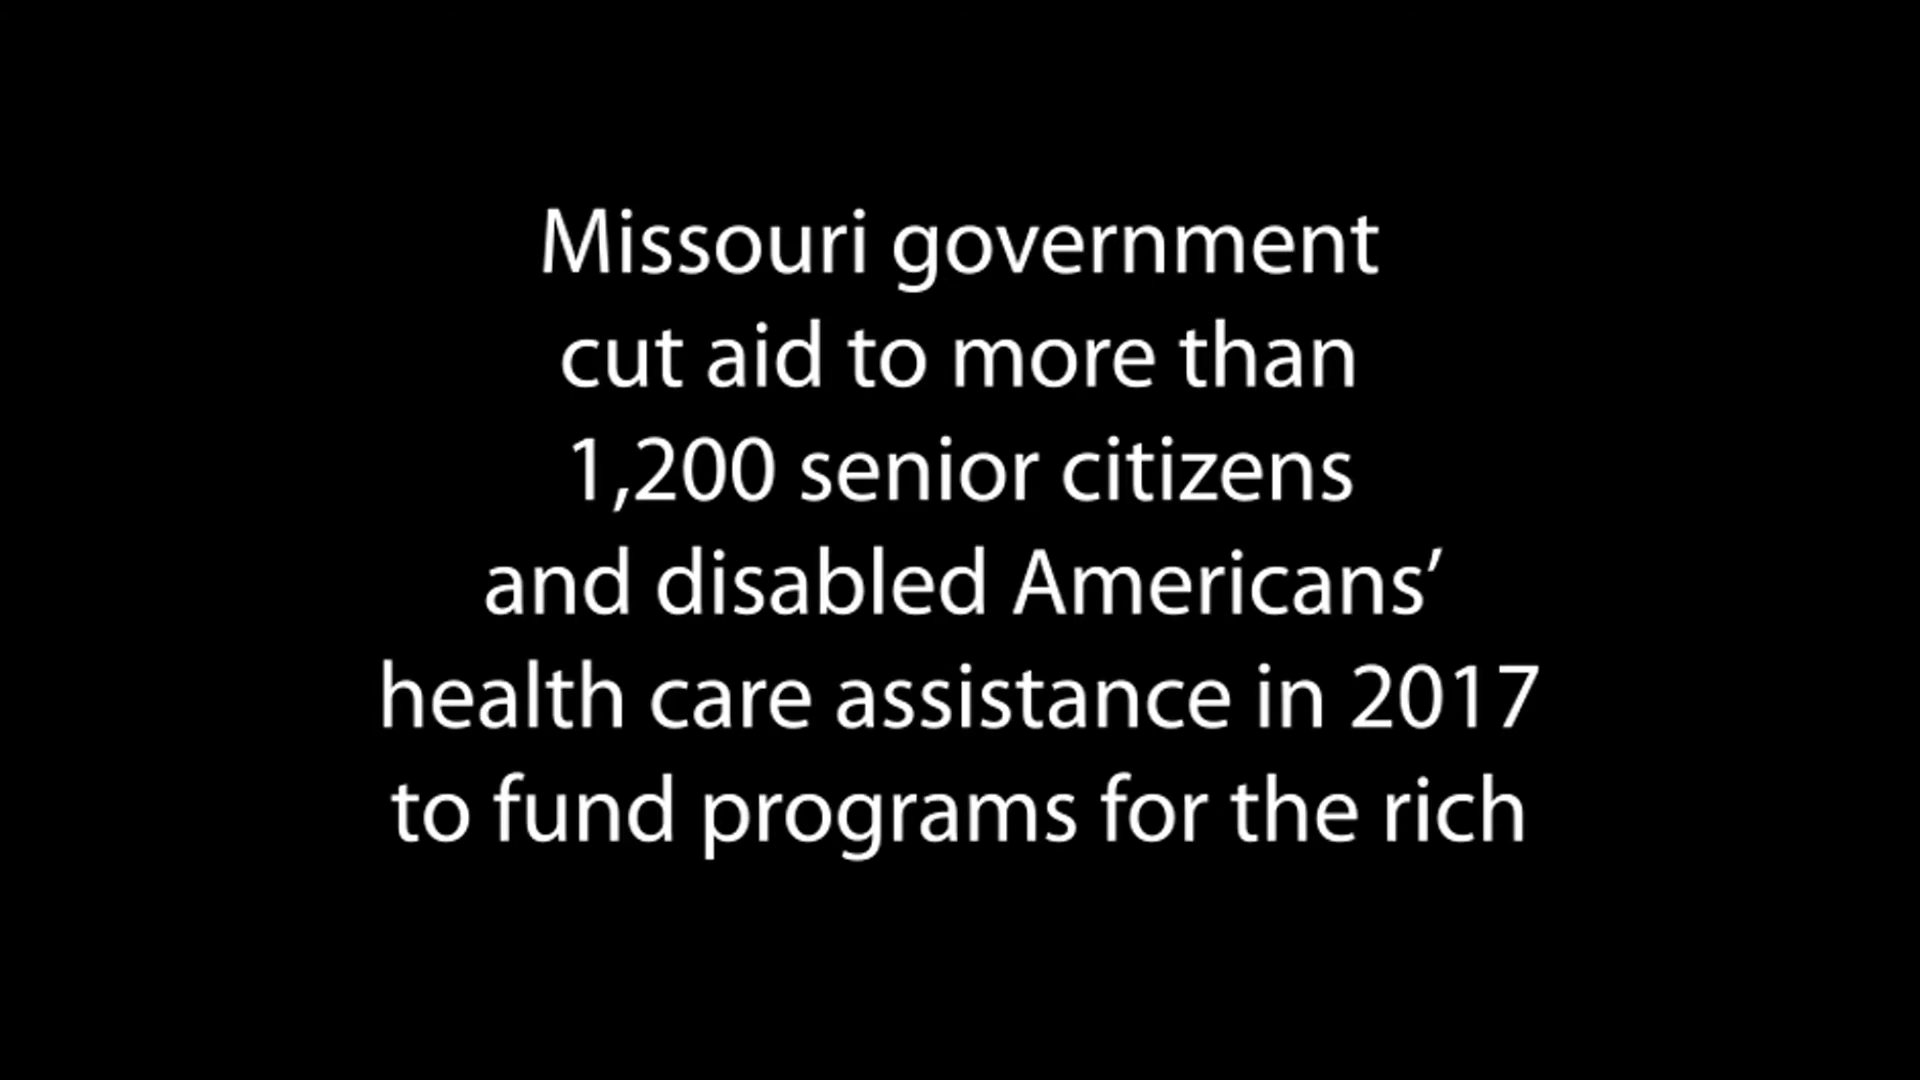 Missouri government
cut aid to more than
1,200 senior citizens
and disabled Americans’
health care assistance in 2017
to fund programs for the rich